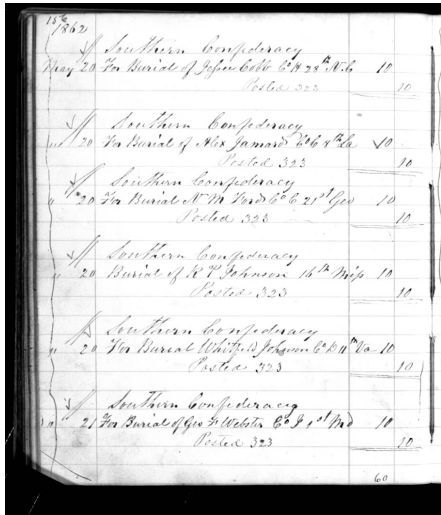 156
1862
Southern Confederacy
May 20 For Burial of Jesse Cobb Co H 28th N.C 10
Posted 323 10
Southern Confederacy
" 20 For Burial of Alex Co C 8th La 10
Posted 323 10
Southern Confederacy
" 20 For Burial N M Ford Co C 21st Geo 10
Posted 323 10
Southern Confederacy
" 20 Burial of R P Johnson 16th Miss 10
Posted 323 10
Southern Confederacy
" 20 For Burial Whitfield Johnson Co D 11th Va 10
Posted 323 10
Southern Confederacy
" 21 For Burial of Geo Webster Co 1st Md 10
Posted 323 10
60